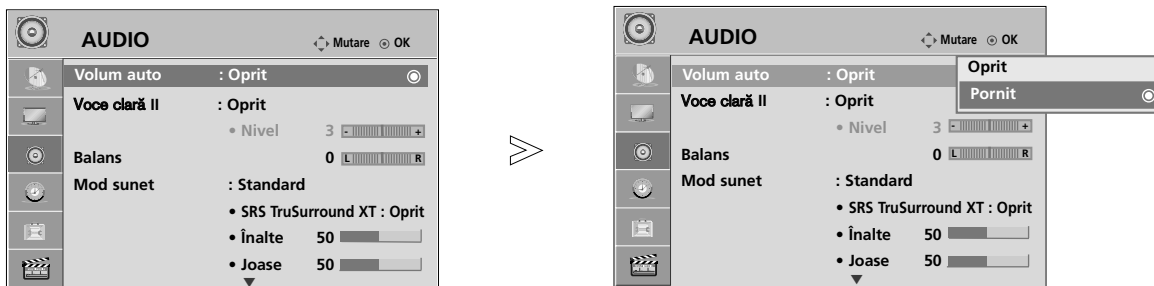 AUDIO Mutare OK
Volum auto : Oprit
Voce clară II : Oprit
• Nivel 3 - +
Balans 0 L R
Mod sunet : Standard
• SRS TruSurround XT : Oprit
• Înalte 50
• Joase 50
AUDIO Mutare OK
Volum auto : Oprit
Oprit
Pornit
Voce clară II : Oprit
• Nivel 3 - +
Balans 0 L R
Mod sunet : Standard
• SRS TruSurround XT : Oprit
• Înalte 50
• Joase 50